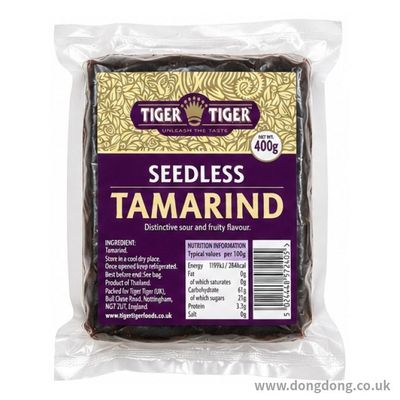 TIGER TIGER™
UNLEASH THE TASTE
NET WT.
400g
SEEDLESS
TAMARIND
Distinctive sour and fruity flavour.
INGREDIENT:
Tamarind.
Store in a cool dry place.
Once opened keep refrigerated.
Best before end: See bag.
Product of Thailand.
Packed for Tiger Tiger (UK),
Bull Close Road, Nottingham,
NG7 2UT, England
www.tigertigerfoods.co.uk
NUTRITION INFORMATION
Typical values per 100g
Energy 1199kJ / 284kcal
Fat 0g
of which saturates 0g
Carbohydrate 61g
of which sugars 21g
Protein 3.3g
Salt 0g
5 024448 572405 >
www.dongdong.co.uk